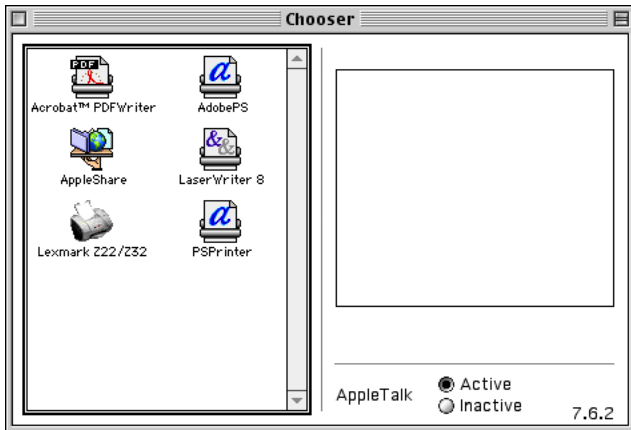 Chooser
PDF
Acrobat™ PDFWriter
a
AdobePS
AppleShare
&&
LaserWriter 8
Lexmark Z22/Z32
a
PSPrinter
AppleTalk
Active
Inactive
7.6.2